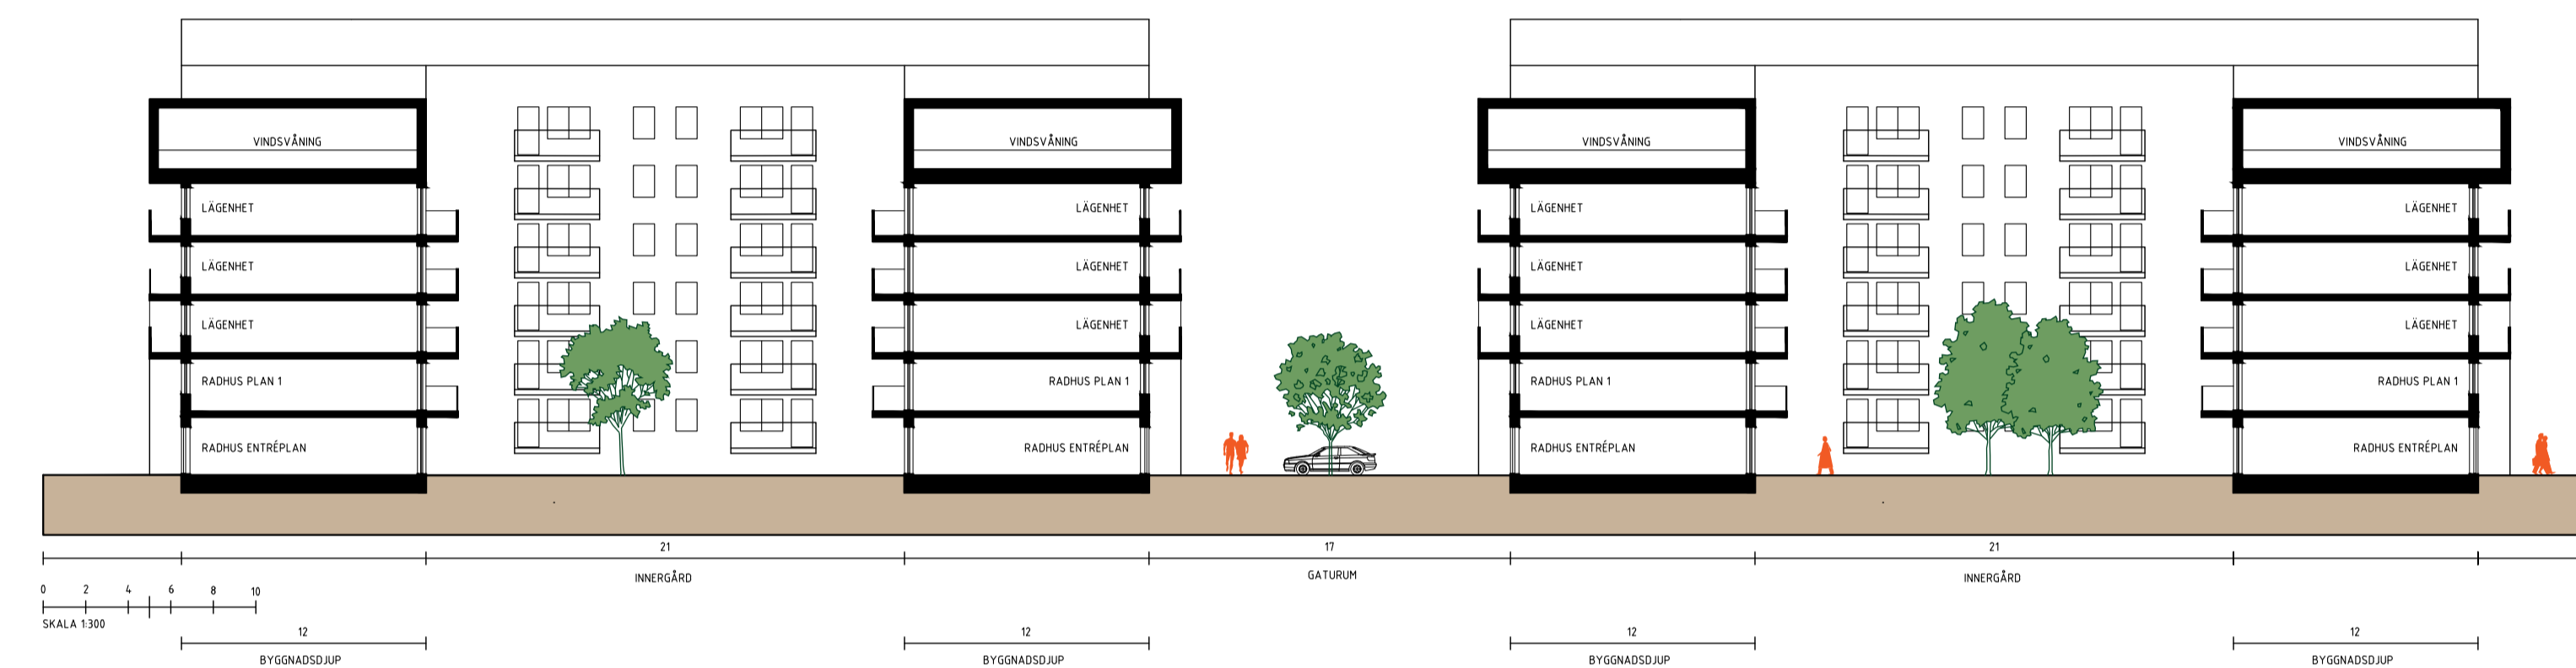 VINDSVÅNING VINDSVÅNING VINDSVÅNING VINDSVÅNING
LÄGENHET LÄGENHET LÄGENHET LÄGENHET
LÄGENHET LÄGENHET LÄGENHET LÄGENHET
LÄGENHET LÄGENHET LÄGENHET LÄGENHET
RADHUS PLAN 1 RADHUS PLAN 1 RADHUS PLAN 1 RADHUS PLAN 1
RADHUS ENTRÉPLAN RADHUS ENTRÉPLAN RADHUS ENTRÉPLAN RADHUS ENTRÉPLAN
21 17 21
INNERGÅRD GATURUM INNERGÅRD
0 2 4 6 8 10
SKALA 1:300
12 12 12 12
BYGGNADSDJUP BYGGNADSDJUP BYGGNADSDJUP BYGGNADSDJUP